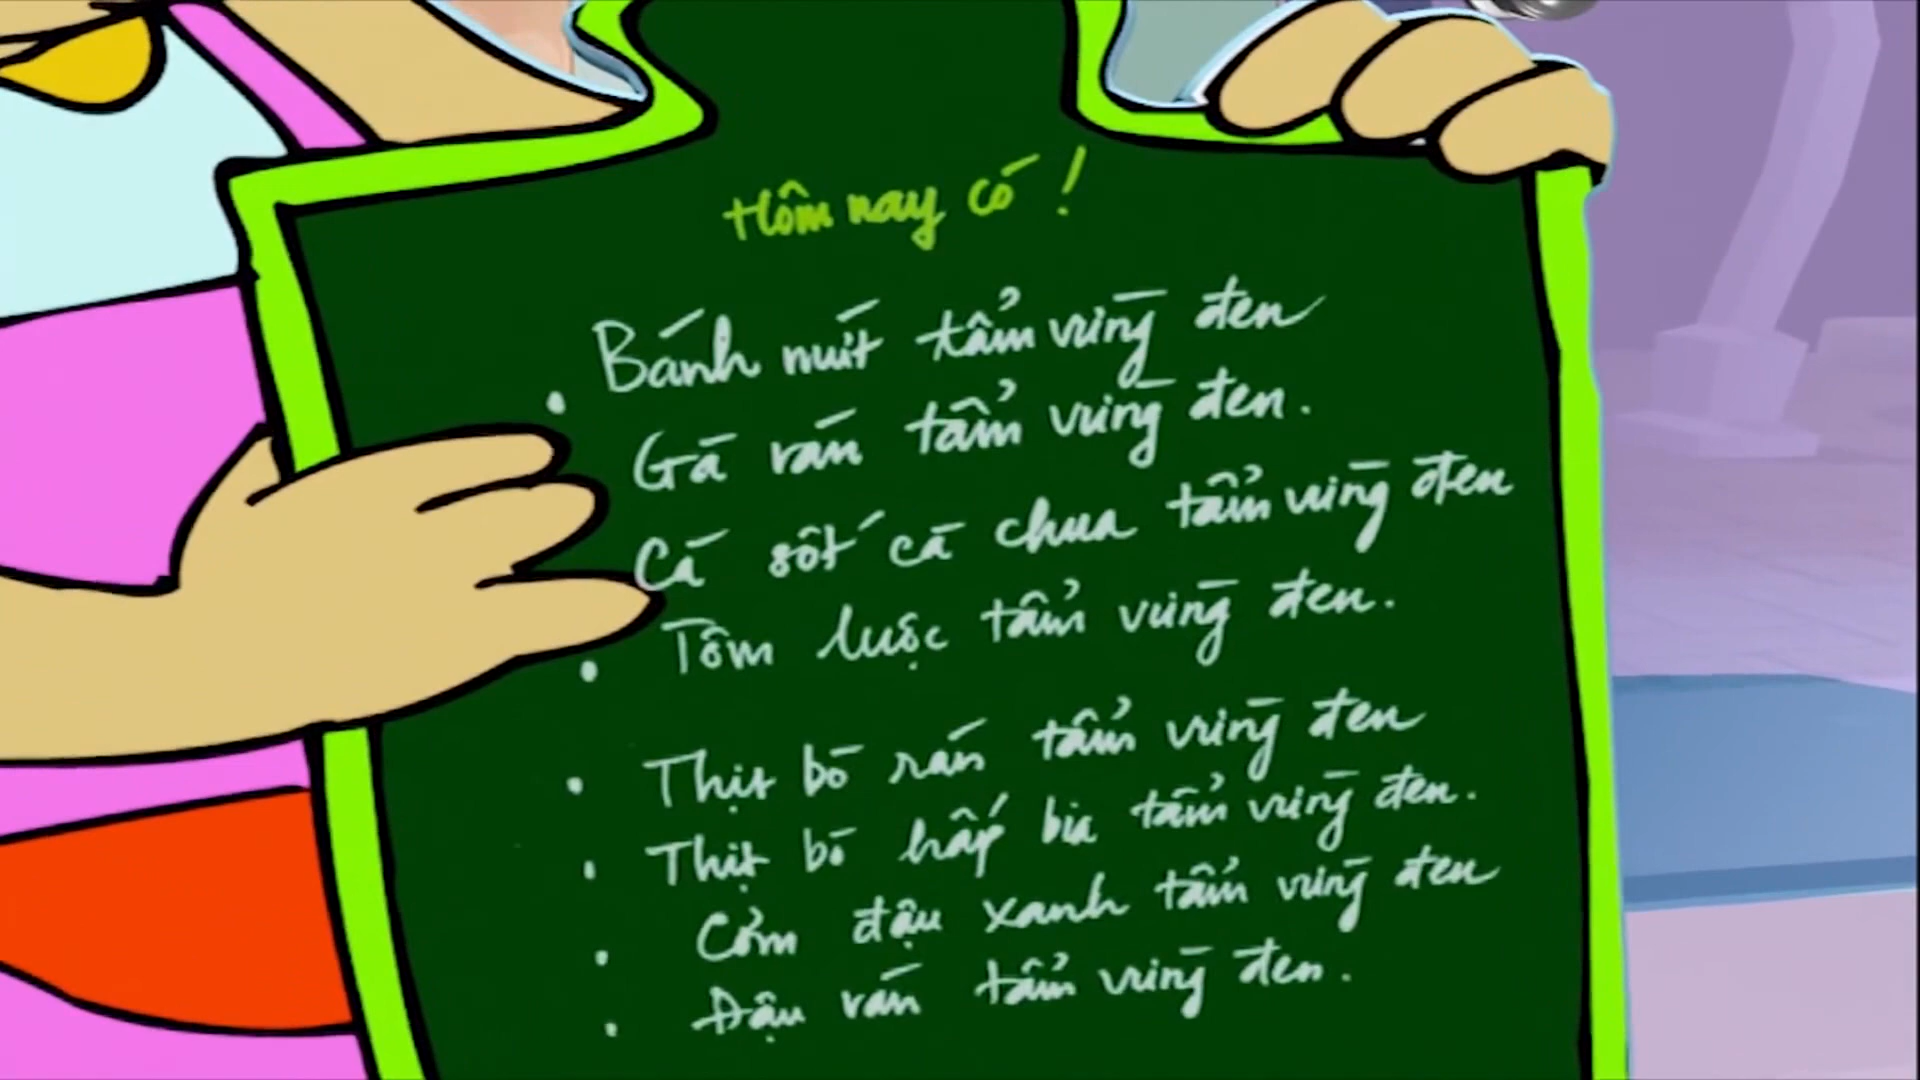 Hôm nay có !
Bánh mứt tẩm vừng đen
Gà rán tẩm vừng đen.
Cá sốt cà chua tẩm vừng đen
Tôm luộc tẩm vừng đen.
Thịt bò rán tẩm vừng đen
Thịt bò hấp bia tẩm vừng đen.
Cơm đậu xanh tẩm vừng đen
Đậu rán tẩm vừng đen.